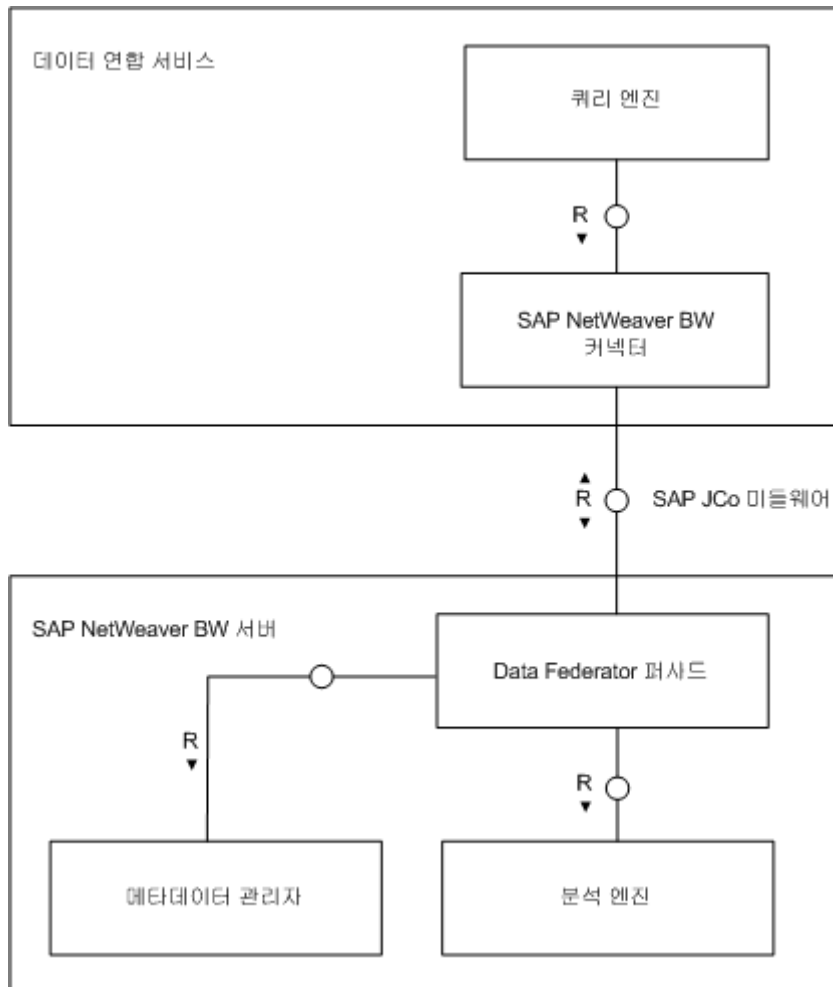 데이터 연합 서비스
쿼리 엔진
R
▼
SAP NetWeaver BW
커넥터
▲
R
▼
SAP JCo 미들웨어
SAP NetWeaver BW 서버
Data Federator 퍼사드
R
▼
R
▼
메타데이터 관리자
분석 엔진